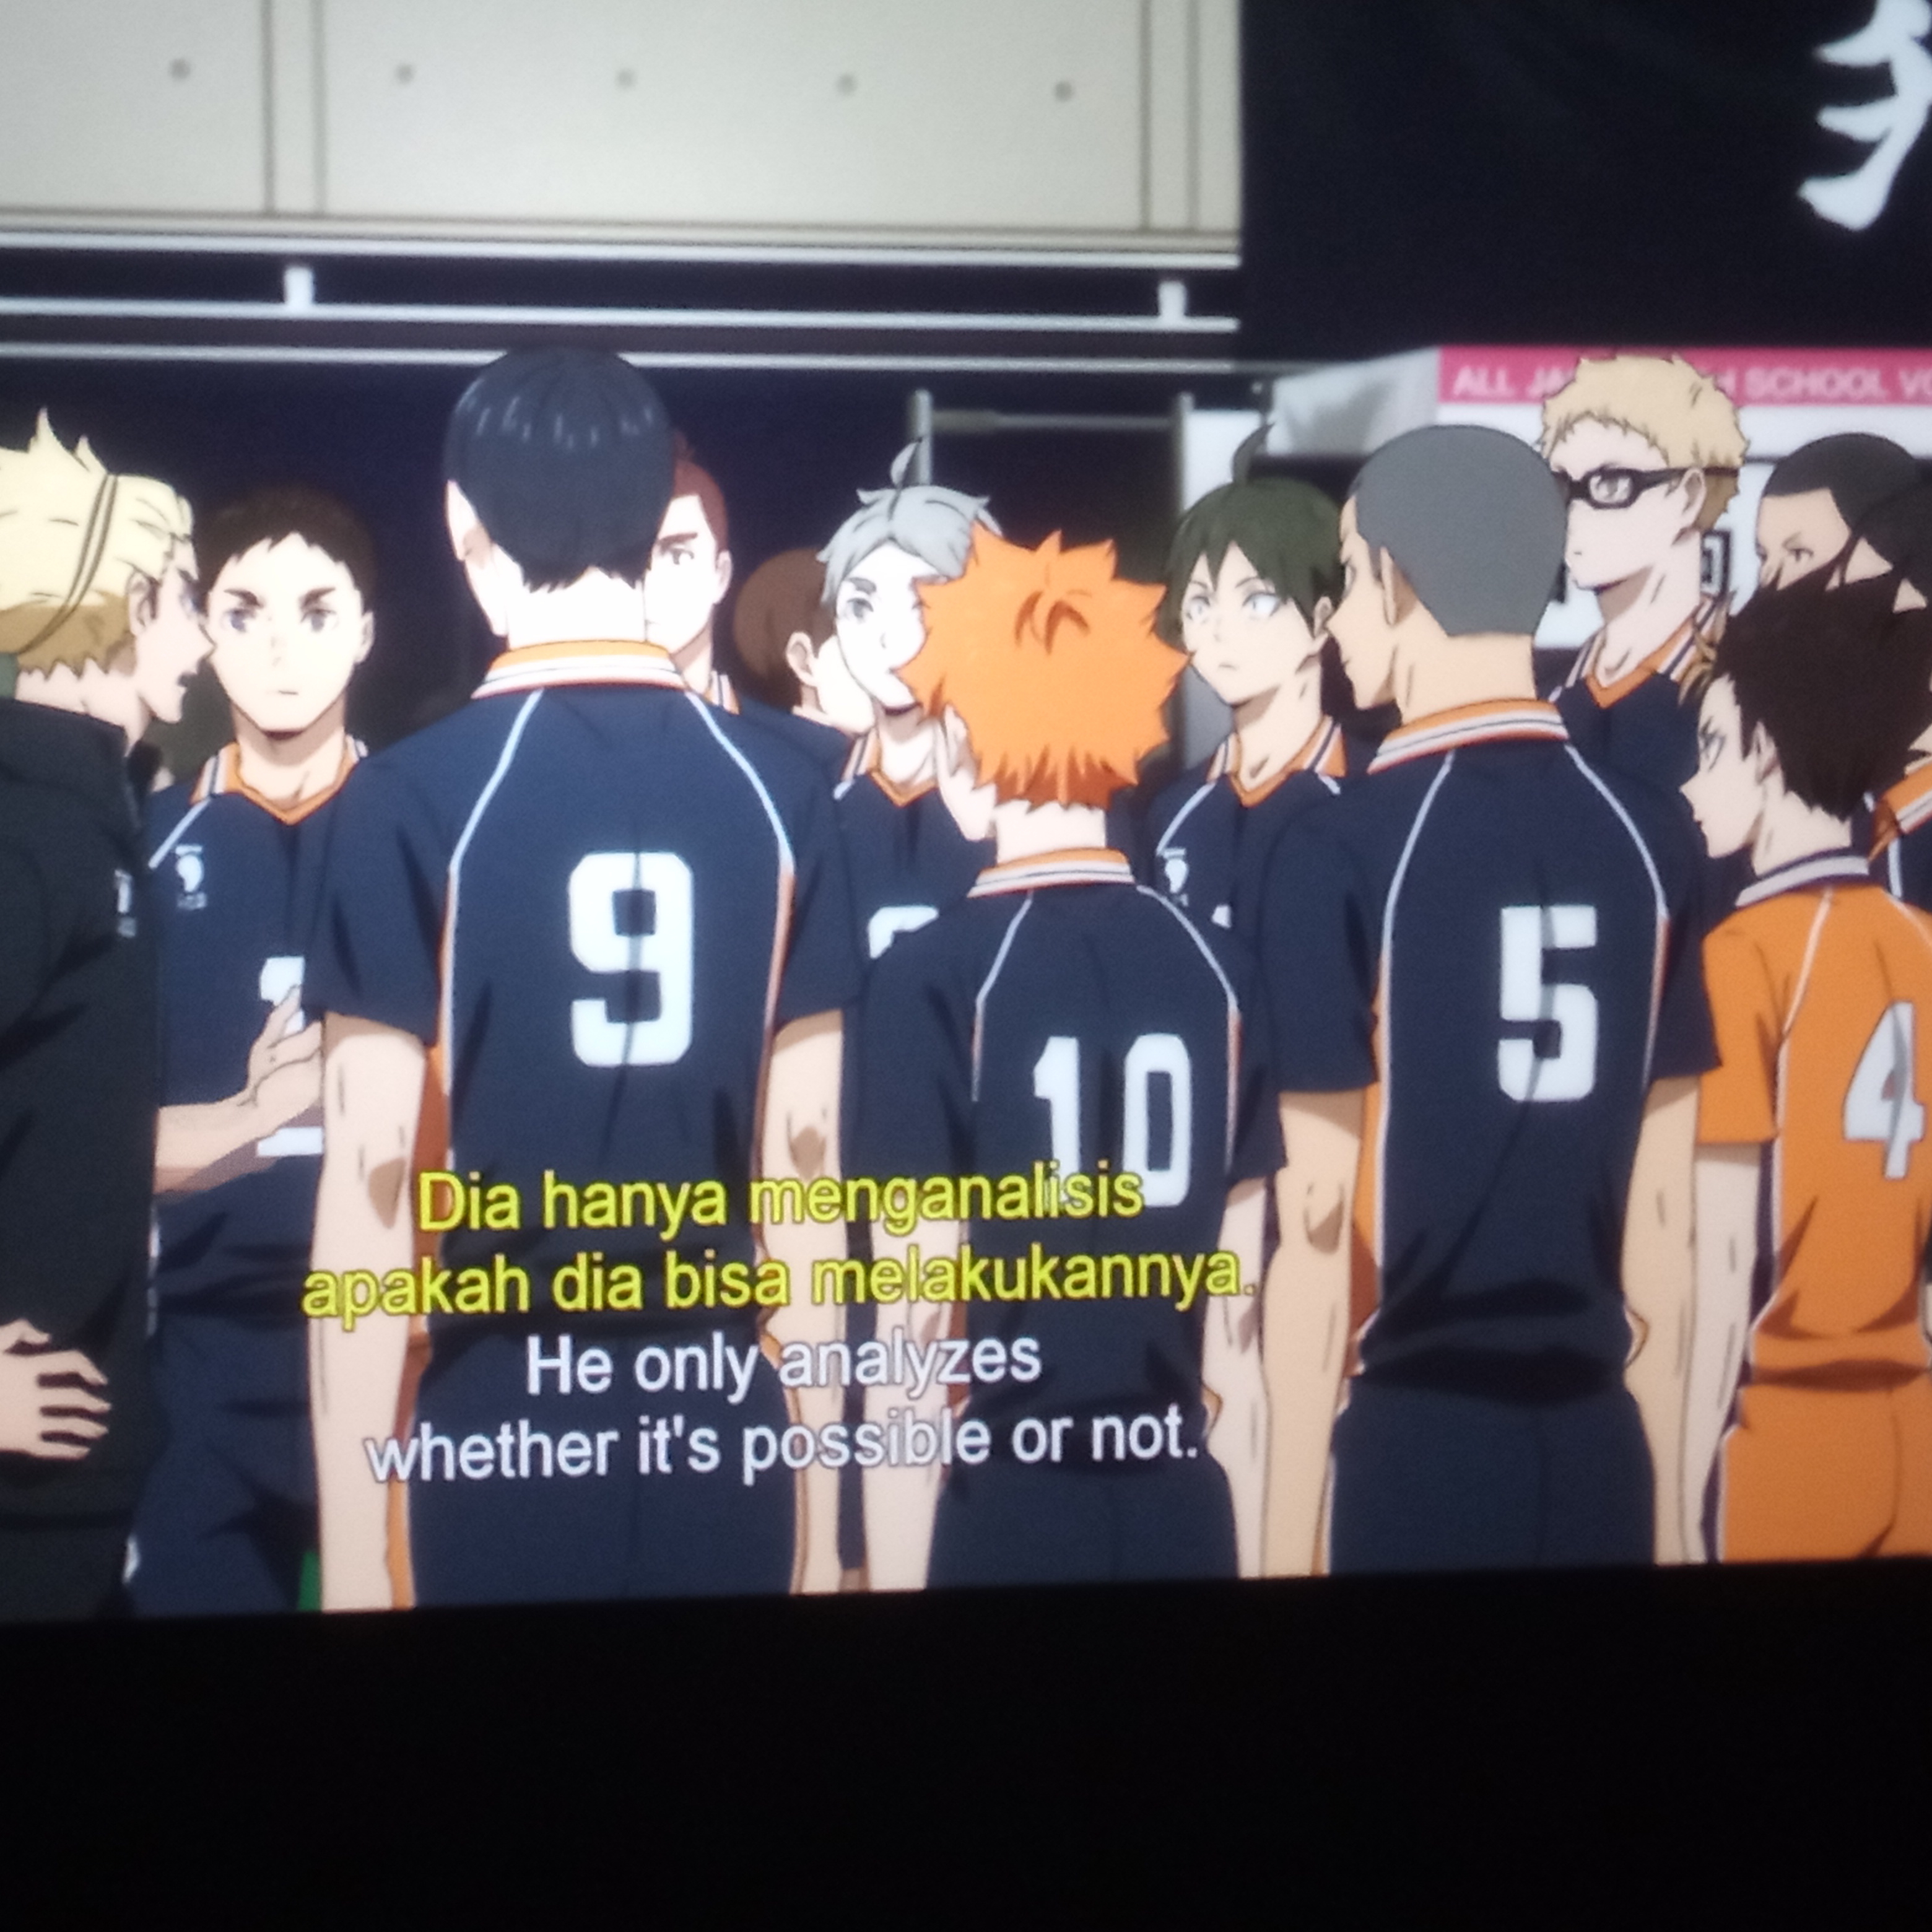 SCHOOL
9
10
5
4
Dia hanya menganalisis
apakah dia bisa melakukannya.
He only analyzes
whether it's possible or not.